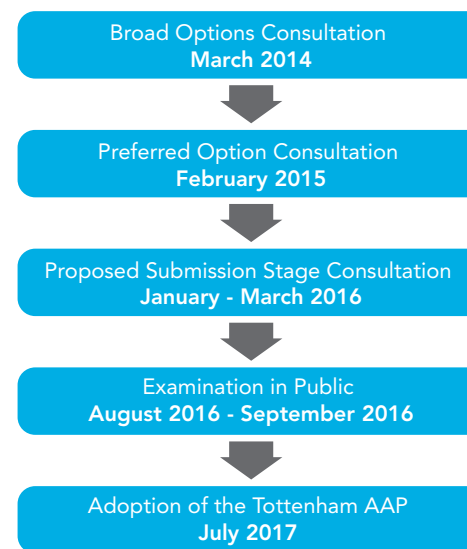 Broad Options Consultation
March 2014
Preferred Option Consultation
February 2015
Proposed Submission Stage Consultation
January - March 2016
Examination in Public
August 2016 - September 2016
Adoption of the Tottenham AAP
July 2017